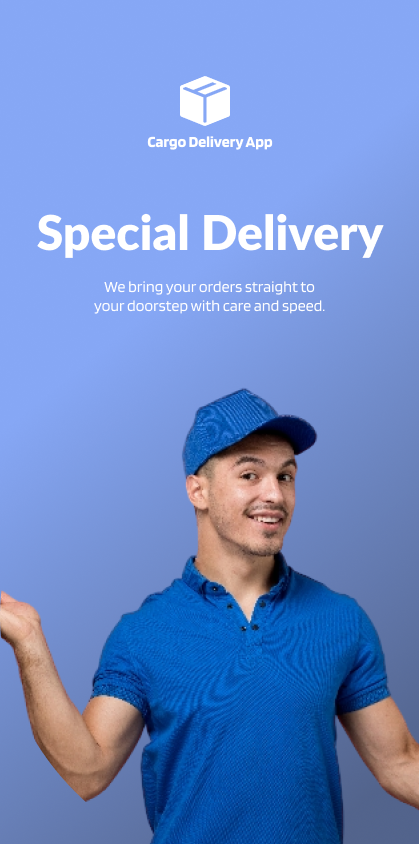 Cargo Delivery App
Special Delivery
We bring your orders straight to
your doorstep with care and speed.